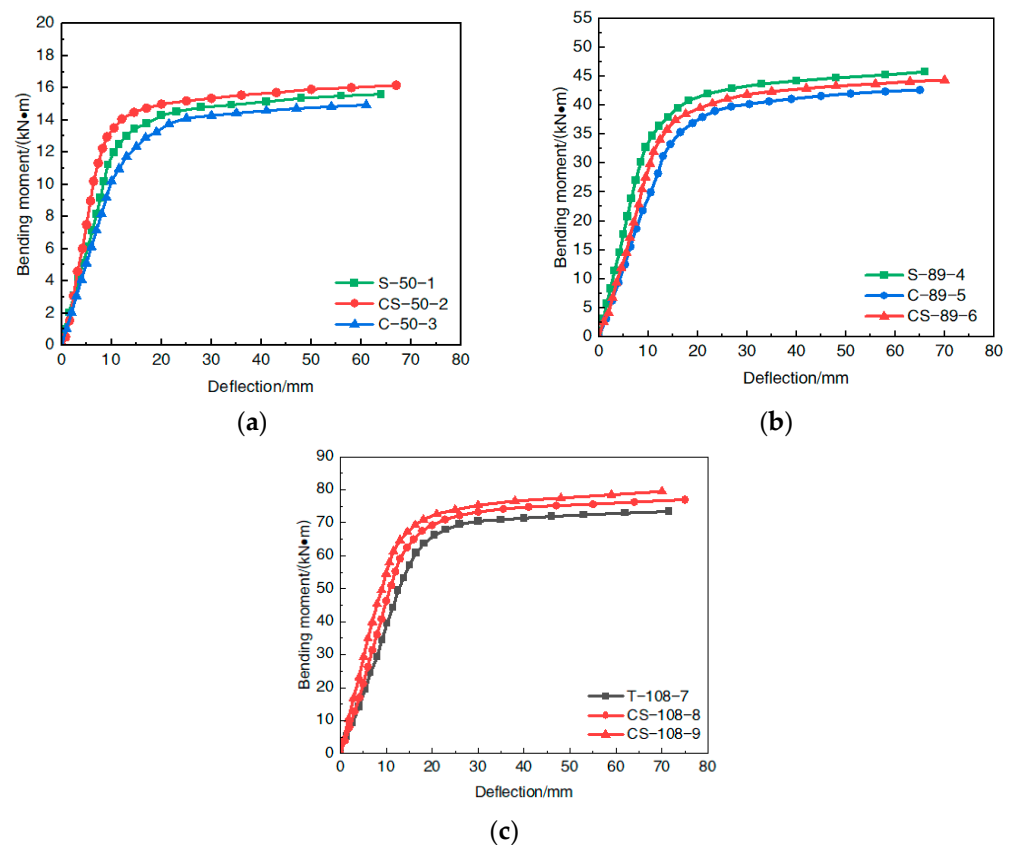 20
18
16
14
12
10
8
6
4
2
0
Bending moment/(kN•m)
S−50−1
CS−50−2
C−50−3
0 10 20 30 40 50 60 70 80
Deflection/mm
(a)
55
50
45
40
35
30
25
20
15
10
5
0
Bending moment/(kN•m)
S−89−4
C−89−5
CS−89−6
0 10 20 30 40 50 60 70 80
Deflection/mm
(b)
90
80
70
60
50
40
30
20
10
0
Bending moment/(kN•m)
T−108−7
CS−108−8
CS−108−9
0 10 20 30 40 50 60 70 80
Deflection/mm
(c)